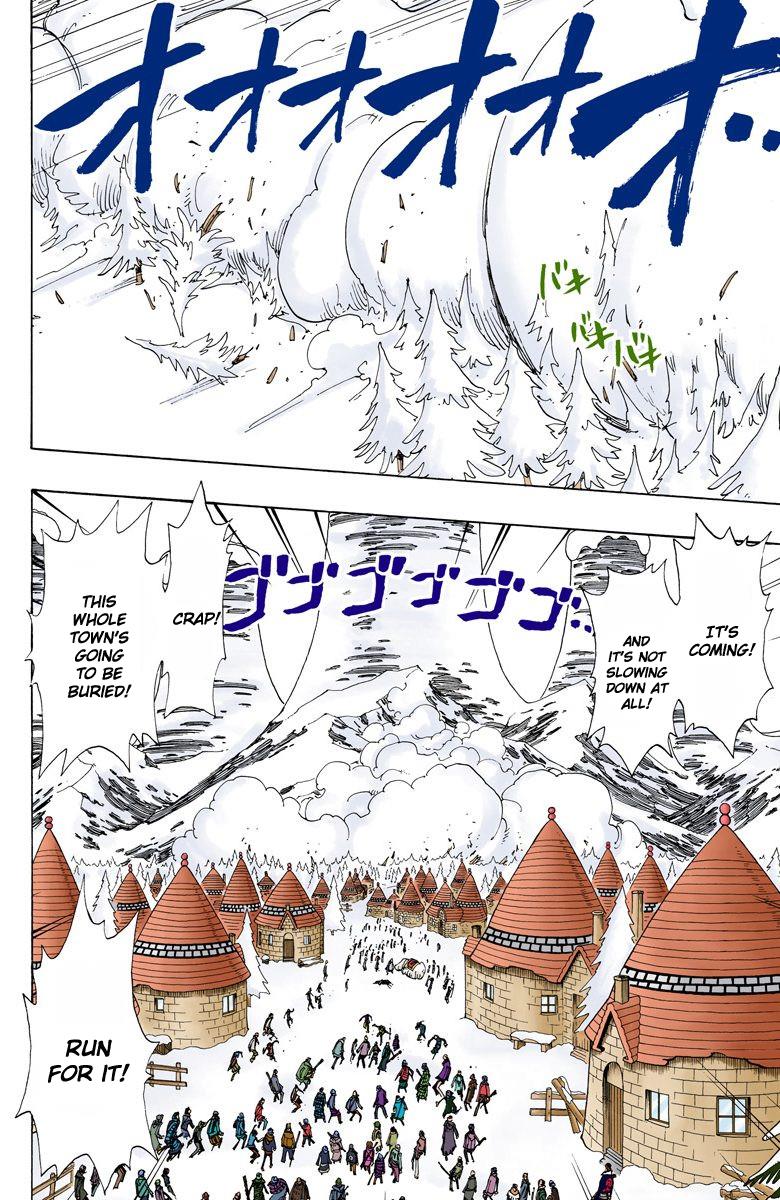 オオオオオ..
バキ
バキ
バキ
ゴゴゴゴゴゴ..
IT'S
COMING!
AND
IT'S NOT
SLOWING
DOWN AT
ALL!
CRAP!
THIS
WHOLE
TOWN'S
GOING
TO BE
BURIED!
RUN
FOR IT!